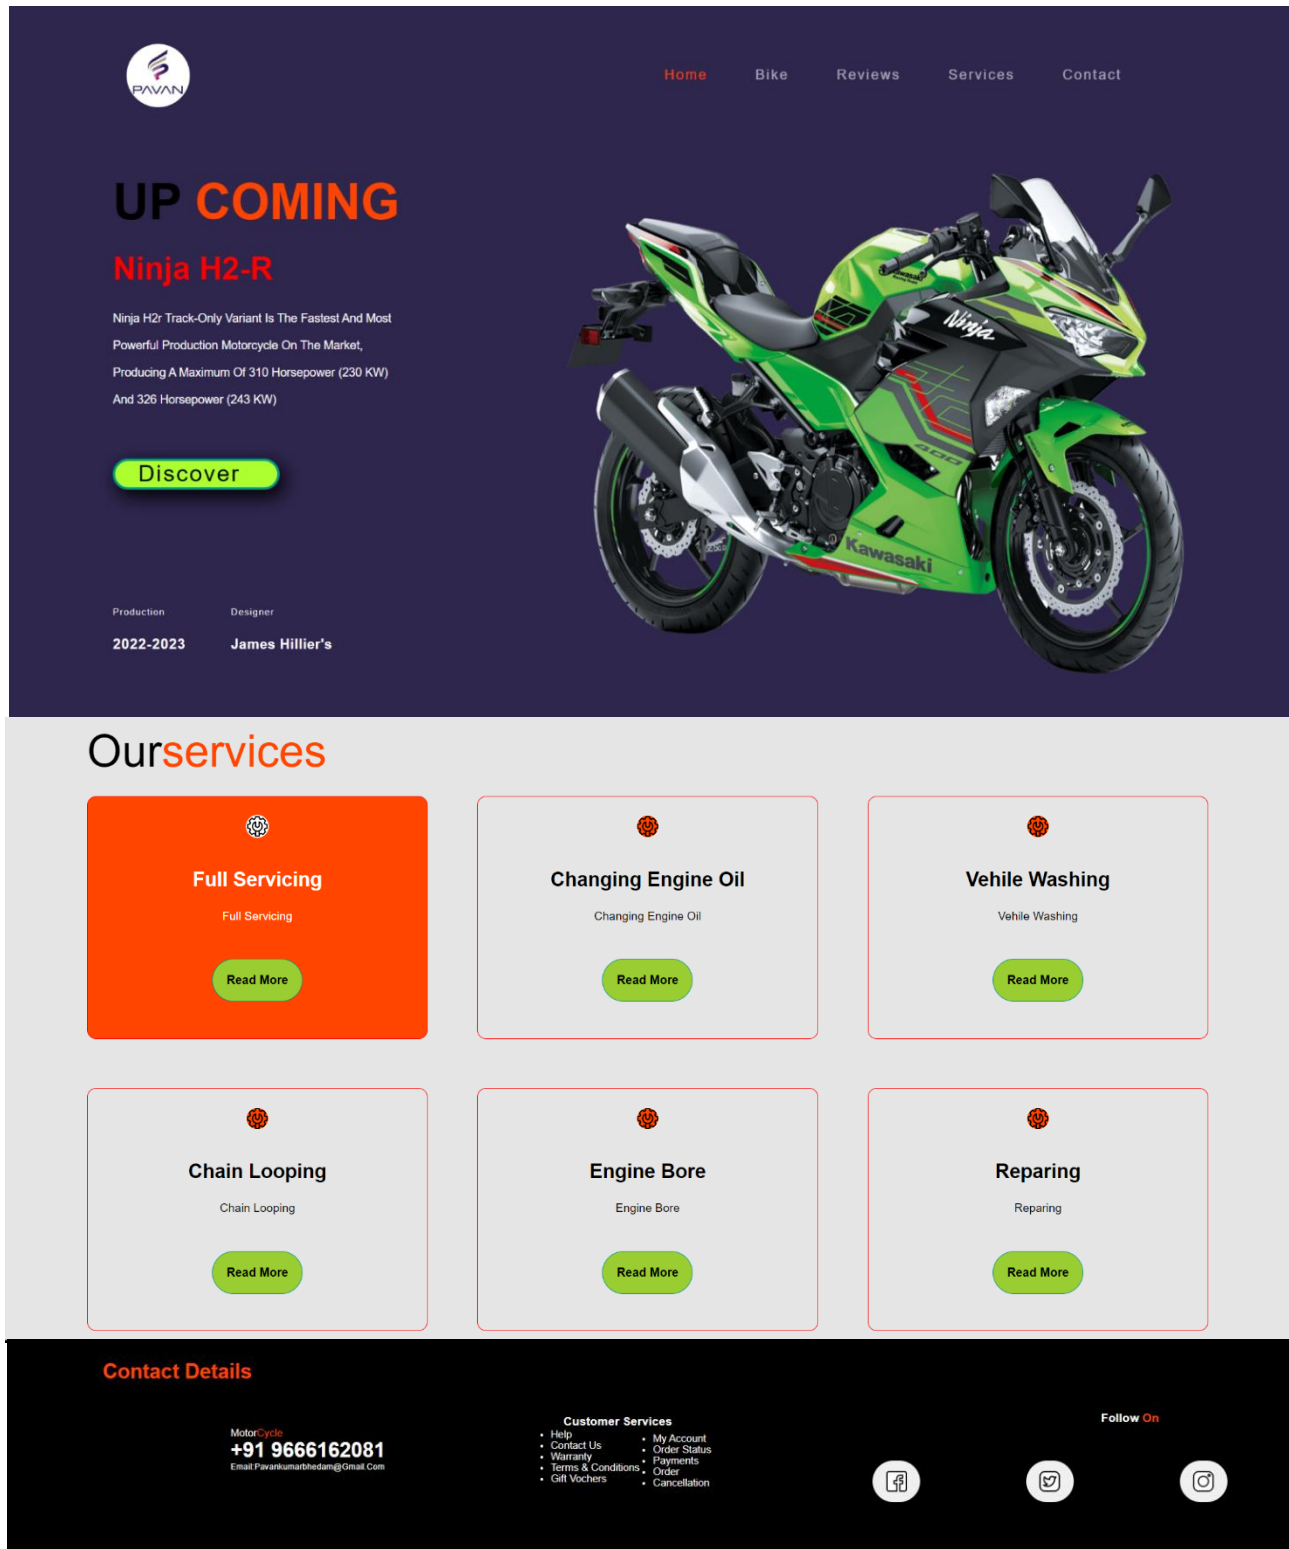 PAVAN
Home Bike Reviews Services Contact
UP COMING
Ninja H2-R
Ninja H2r Track-Only Variant Is The Fastest And Most
Powerful Production Motorcycle On The Market,
Producing A Maximum Of 310 Horsepower (230 KW)
And 326 Horsepower (243 KW)
Discover
Kawasaki
Ninja
400
Kawasaki
Production Designer
2022-2023 James Hillier's
Ourservices
Full Servicing
Full Servicing
Read More
Changing Engine Oil
Changing Engine Oil
Read More
Vehile Washing
Vehile Washing
Read More
Chain Looping
Chain Looping
Read More
Engine Bore
Engine Bore
Read More
Reparing
Reparing
Read More
Contact Details
MotorCycle
+91 9666162081
Email:Pavankumarbhedam@Gmail.Com
Customer Services
Help
Contact Us
Warranty
Terms & Conditions
Gift Vochers
My Account
Order Status
Payments
Order
Cancellation
Follow On